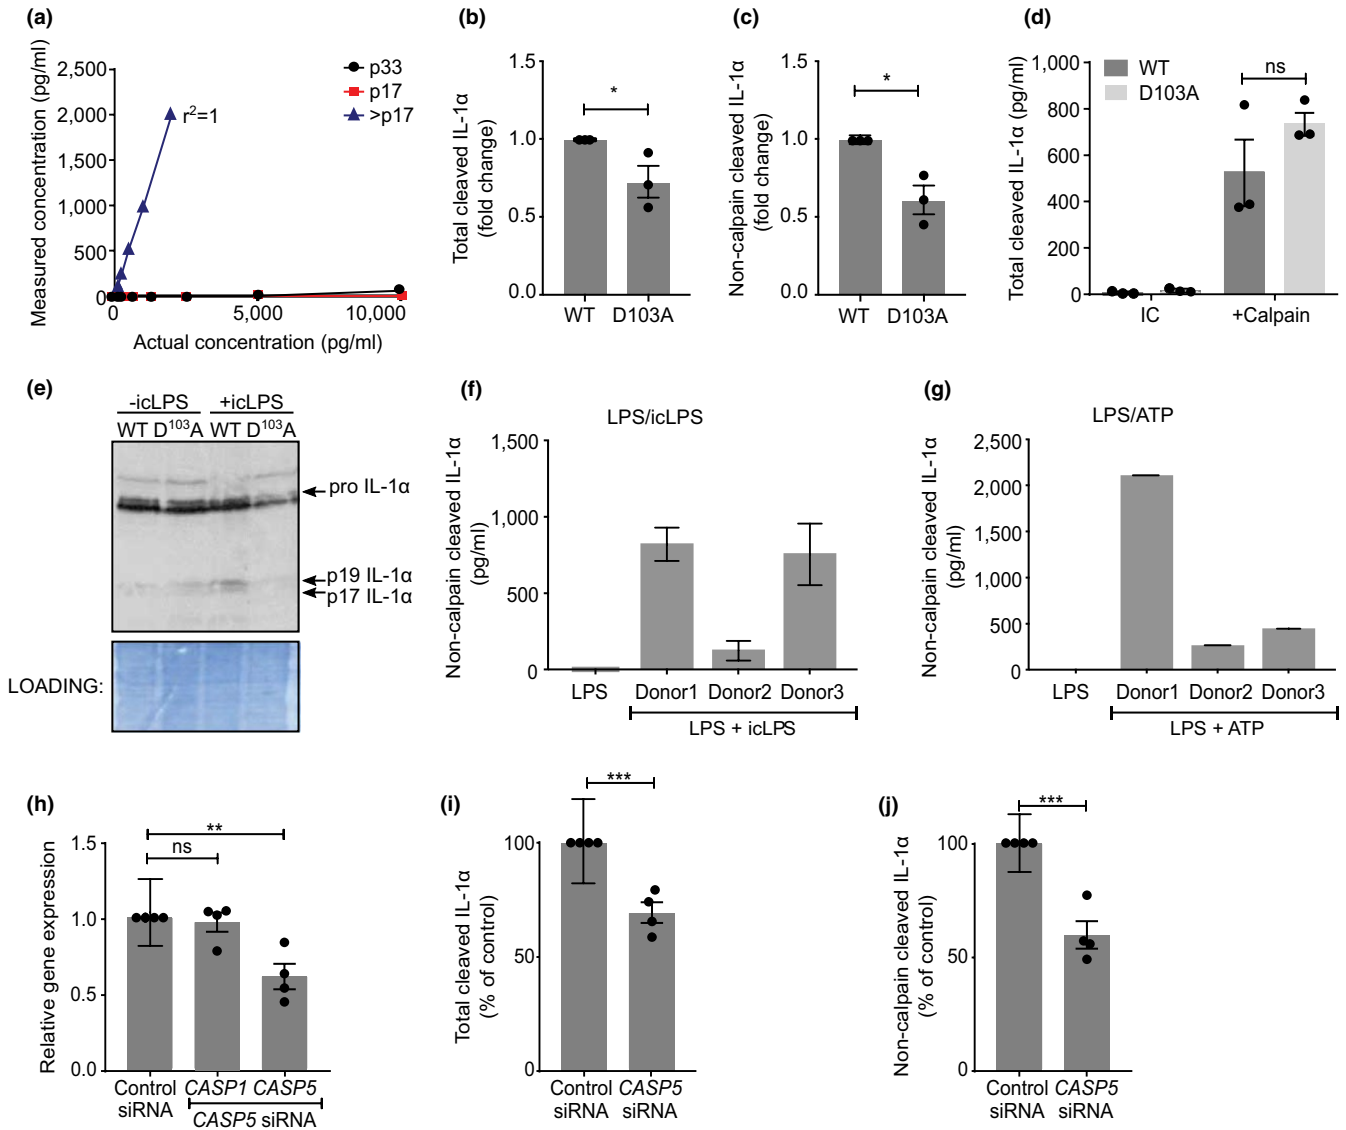 (a)
Measured concentration (pg/ml)
2,500
2,000
1,500
1,000
500
0
r²=1
p33
p17
>p17
0
5,000
10,000
Actual concentration (pg/ml)
(b)
Total cleaved IL-1α
(fold change)
1.5
1.0
0.5
0.0
*
WT D103A
(c)
Non-calpain cleaved IL-1α
(fold change)
1.5
1.0
0.5
0.0
*
WT D103A
(d)
Total cleaved IL-1α (pg/ml)
1,000
800
600
400
200
0
WT
D103A
ns
IC
+Calpain
(e)
-icLPS +icLPS
WT D¹⁰³A WT D¹⁰³A
pro IL-1α
p19 IL-1α
p17 IL-1α
LOADING:
(f)
LPS/icLPS
Non-calpain cleaved IL-1α
(pg/ml)
1,500
1,000
500
0
LPS Donor1 Donor2 Donor3
LPS + icLPS
(g)
LPS/ATP
Non-calpain cleaved IL-1α
(pg/ml)
2,500
2,000
1,500
1,000
500
0
LPS Donor1 Donor2 Donor3
LPS + ATP
(h)
Relative gene expression
1.5
1.0
0.5
0.0
**
ns
Control
siRNA
CASP1 CASP5
CASP5 siRNA
(i)
Total cleaved IL-1α
(% of control)
100
50
0
***
Control
siRNA
CASP5
siRNA
(j)
Non-calpain cleaved IL-1α
(% of control)
100
50
0
***
Control
siRNA
CASP5
siRNA